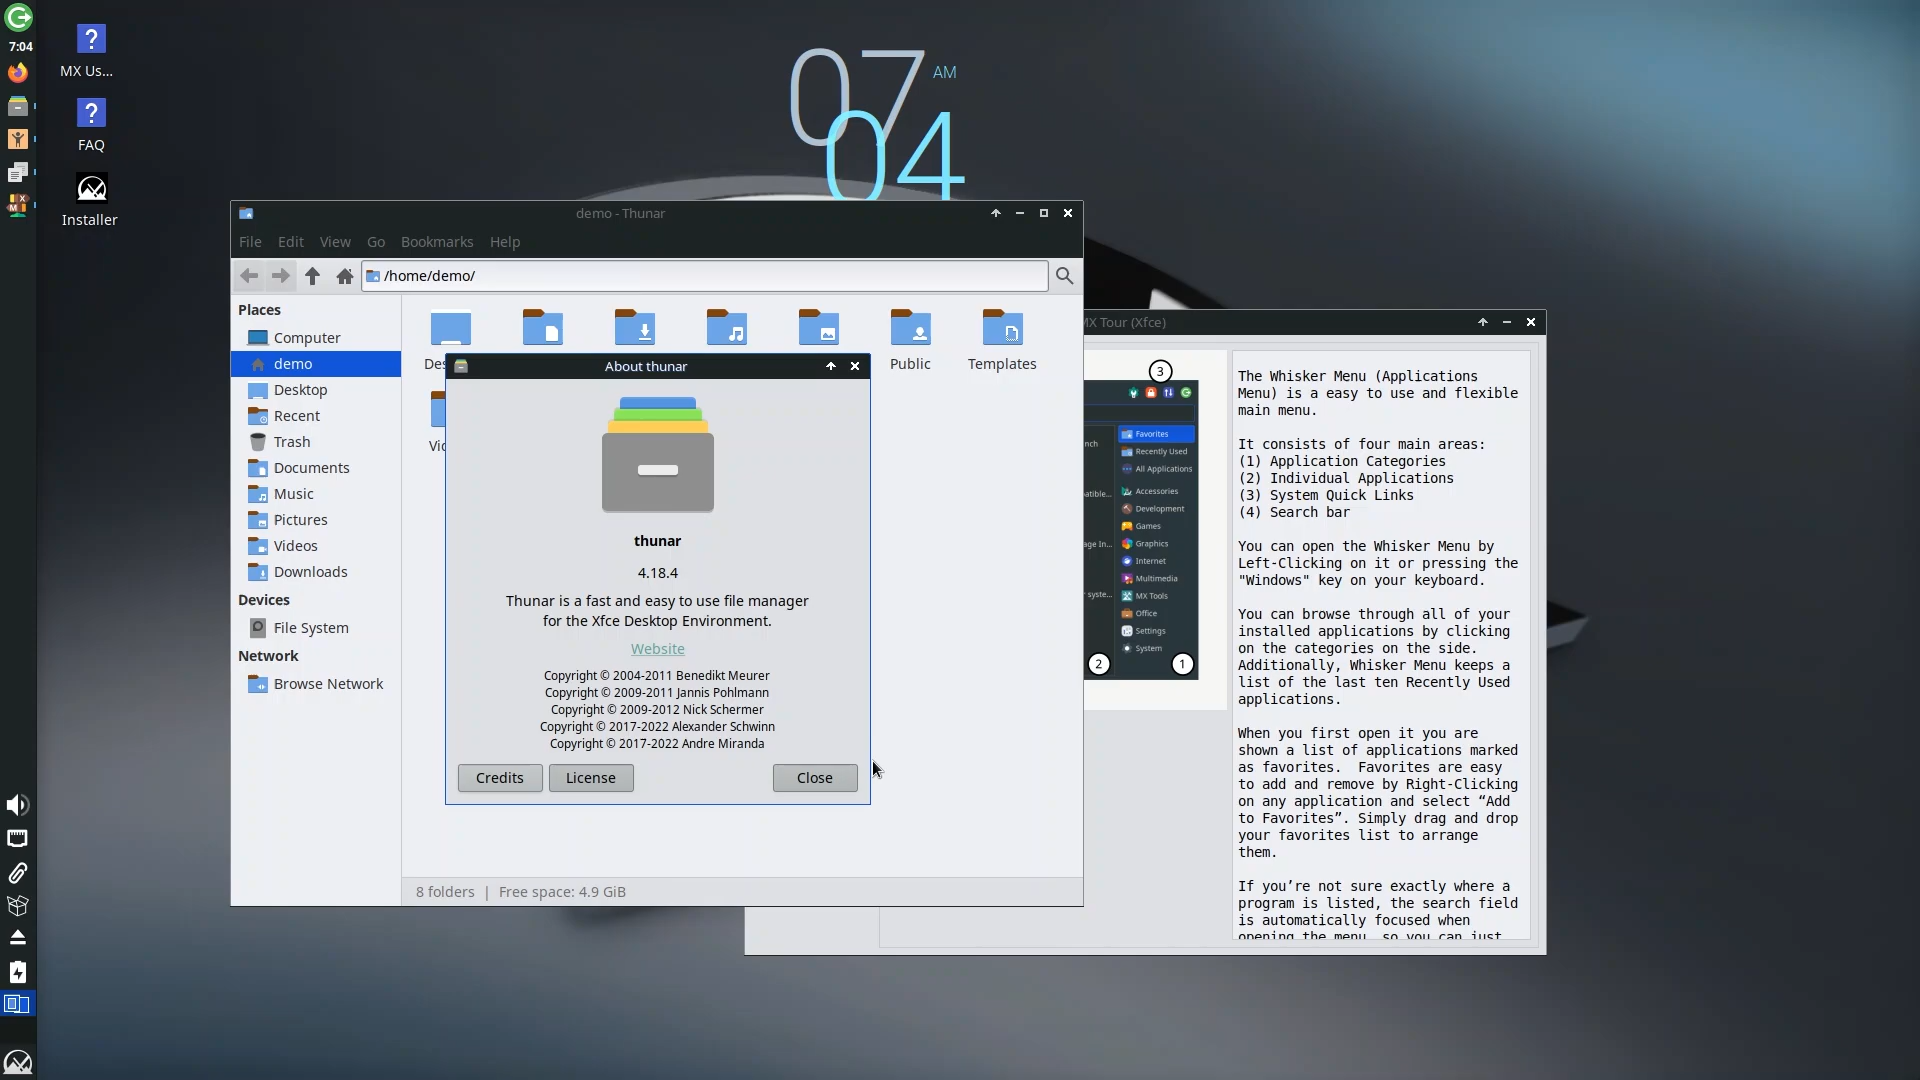 7:04
MX Us...
FAQ
Installer
07 AM
04
demo - Thunar
File Edit View Go Bookmarks Help
/home/demo/
Places
Computer
demo
Desktop
Recent
Trash
Documents
Music
Pictures
Videos
Downloads
Devices
File System
Network
Browse Network
Public
Templates
8 folders | Free space: 4.9 GiB
About thunar
thunar
4.18.4
Thunar is a fast and easy to use file manager
for the Xfce Desktop Environment.
Website
Copyright © 2004-2011 Benedikt Meurer
Copyright © 2009-2011 Jannis Pohlmann
Copyright © 2009-2012 Nick Schermer
Copyright © 2017-2022 Alexander Schwinn
Copyright © 2017-2022 Andre Miranda
Credits License Close
MX Tour (Xfce)
3
Favorites
Recently Used
All Applications
Accessories
Development
Games
Graphics
Internet
Multimedia
MX Tools
Office
Settings
System
2 1
The Whisker Menu (Applications
Menu) is a easy to use and flexible
main menu.
It consists of four main areas:
(1) Application Categories
(2) Individual Applications
(3) System Quick Links
(4) Search bar
You can open the Whisker Menu by
Left-Clicking on it or pressing the
"Windows" key on your keyboard.
You can browse through all of your
installed applications by clicking
on the categories on the side.
Additionally, Whisker Menu keeps a
list of the last ten Recently Used
applications.
When you first open it you are
shown a list of applications marked
as favorites.  Favorites are easy
to add and remove by Right-Clicking
on any application and select “Add
to Favorites”. Simply drag and drop
your favorites list to arrange
them.
If you’re not sure exactly where a
program is listed, the search field
is automatically focused when
opening the menu, so you can just